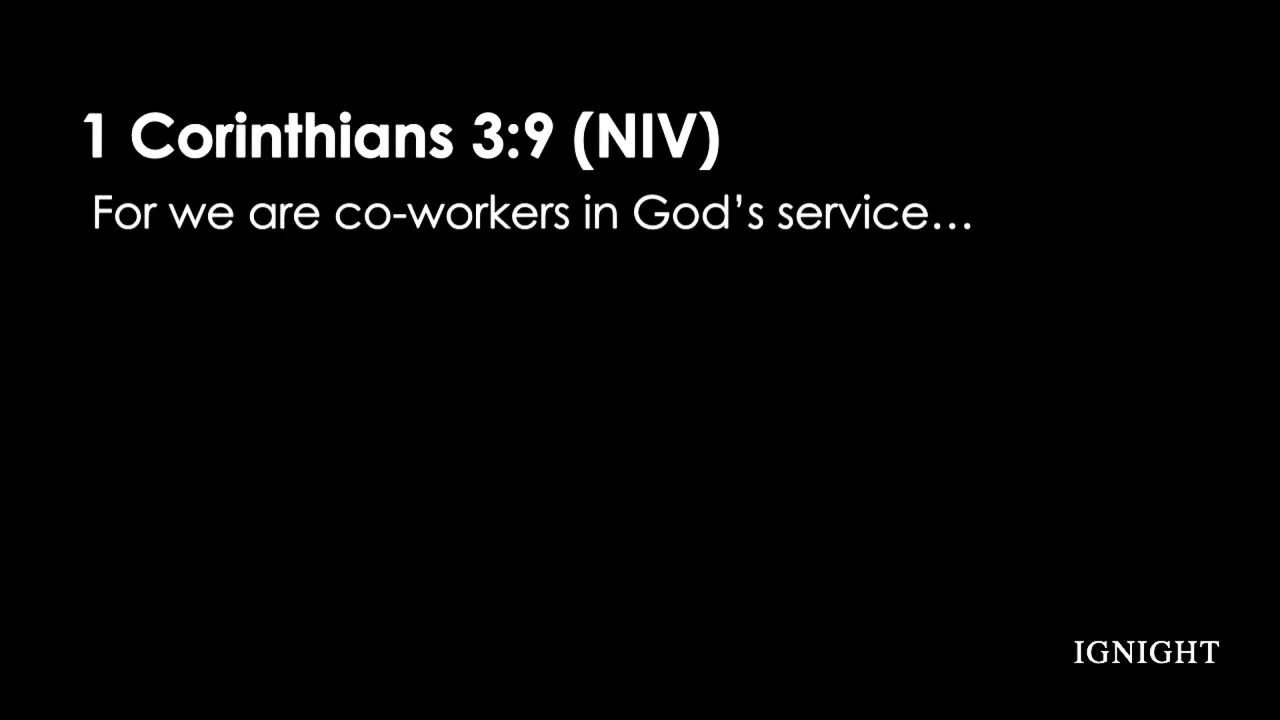 1 Corinthians 3:9 (NIV)
For we are co-workers in God’s service…
IGNIGHT